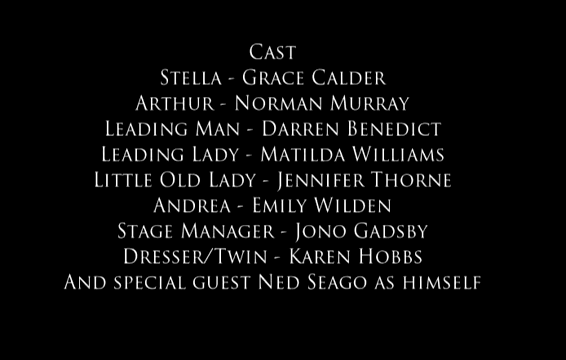 Cast
Stella - Grace Calder
Arthur - Norman Murray
Leading Man - Darren Benedict
Leading Lady - Matilda Williams
Little Old Lady - Jennifer Thorne
Andrea - Emily Wilden
Stage Manager - Jono Gadsby
Dresser/Twin - Karen Hobbs
And special guest Ned Seago as himself